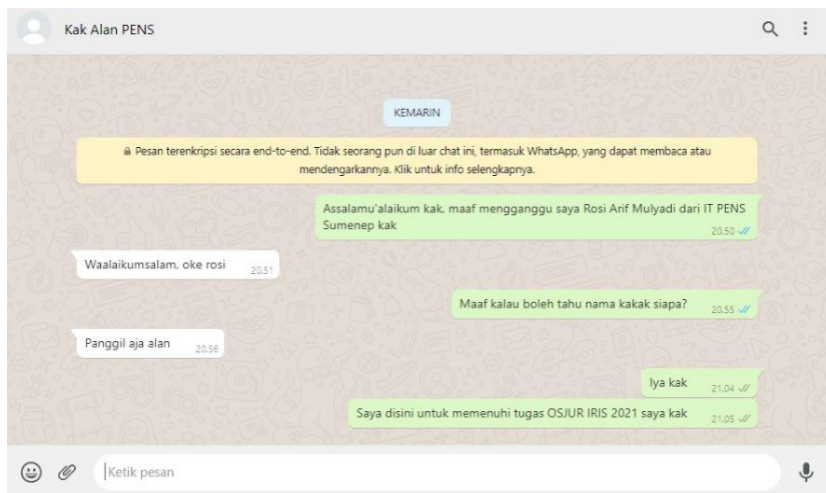 Kak Alan PENS
KEMARIN
Pesan terenkripsi secara end-to-end. Tidak seorang pun di luar chat ini, termasuk WhatsApp, yang dapat membaca atau
mendengarkannya. Klik untuk info selengkapnya.
Assalamu'alaikum kak, maaf mengganggu saya Rosi Arif Mulyadi dari IT PENS
Sumenep kak
20.50
Waalaikumsalam, oke rosi 20.51
Maaf kalau boleh tahu nama kakak siapa? 20.55
Panggil aja alan 20.56
Iya kak 21.04
Saya disini untuk memenuhi tugas OSJUR IRIS 2021 saya kak 21.05
Ketik pesan